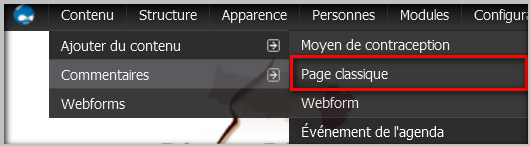 Contenu Structure Apparence Personnes Modules Configur
Ajouter du contenu Moyen de contraception
Commentaires Page classique
Webforms Webform
Événement de l'agenda